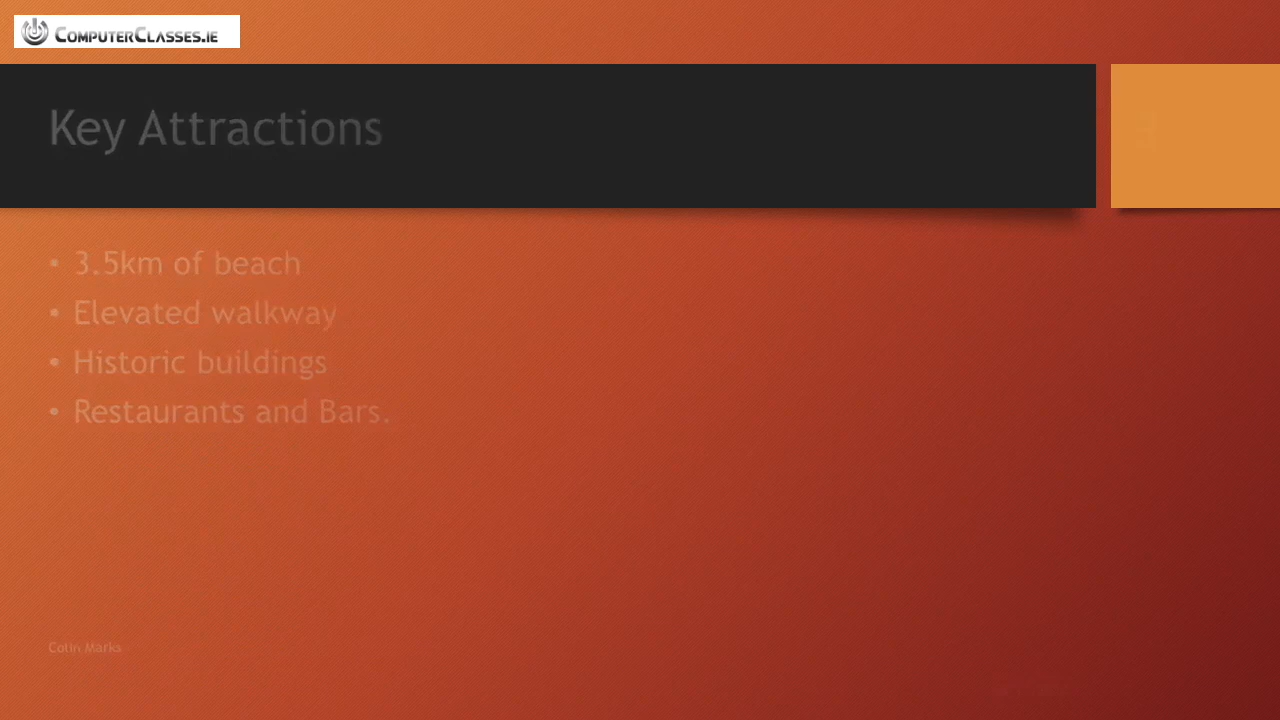 ComputerClasses.ie
Key Attractions
• 3.5km of beach
• Elevated walkway
• Historic buildings
• Restaurants and Bars.
Colin Marks